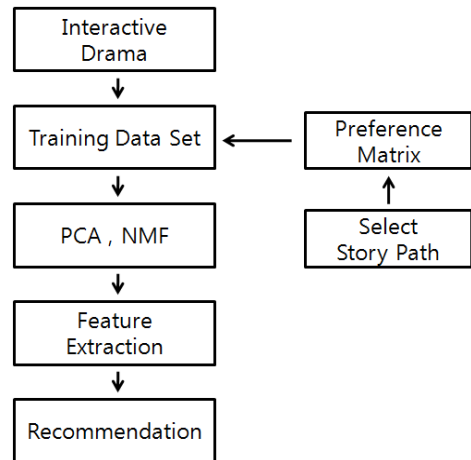 Interactive
Drama
Training Data Set
Preference
Matrix
PCA , NMF
Select
Story Path
Feature
Extraction
Recommendation